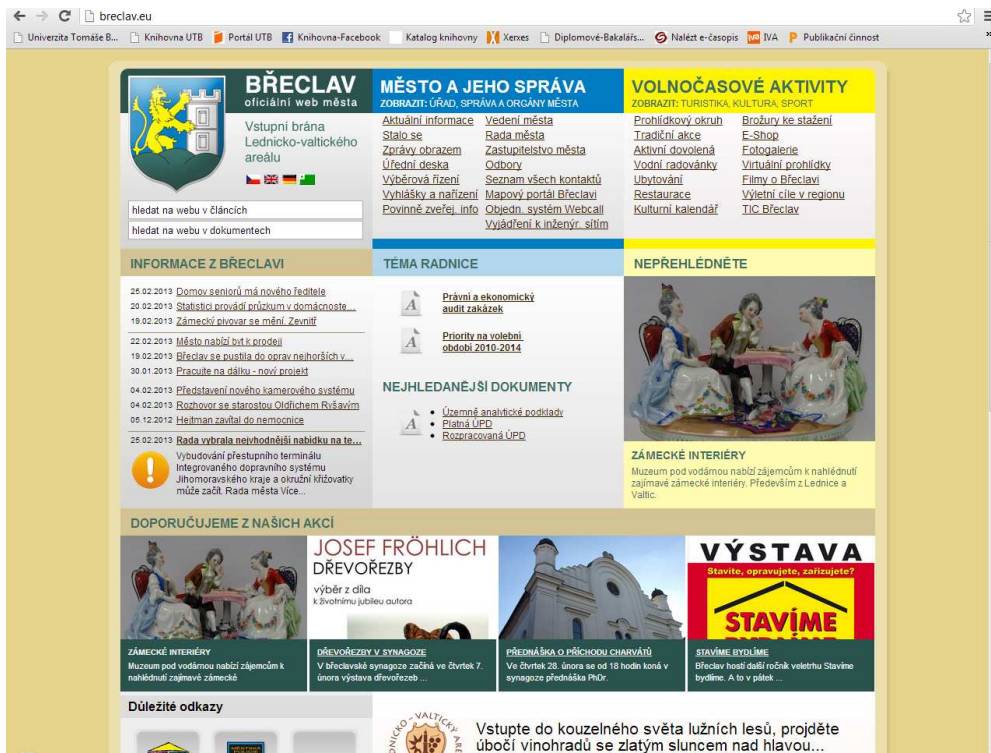 breclav.eu
Univerzita Tomáše B...
Knihovna UTB
Portál UTB
Knihovna-Facebook
Katalog knihovny
Xerxes
Diplomové-Bakalářs...
Nalézt e-časopis
IVA
Publikační činnost
BŘECLAV
oficiální web města
Vstupní brána
Lednicko-valtického
areálu
hledat na webu v článcích
hledat na webu v dokumentech
MĚSTO A JEHO SPRÁVA
ZOBRAZIT: ÚŘAD, SPRÁVA A ORGÁNY MĚSTA
Aktuální informace
Stalo se
Zprávy obrazem
Úřední deska
Výběrová řízení
Vyhlášky a nařízení
Povinně zveřej. info
Vedení města
Rada města
Zastupitelstvo města
Odbory
Seznam všech kontaktů
Mapový portál Břeclavi
Objedn. systém Webcall
Vyjádření k inženýr. sítím
VOLNOČASOVÉ AKTIVITY
ZOBRAZIT: TURISTIKA, KULTURA, SPORT
Prohlídkový okruh
Tradiční akce
Aktivní dovolená
Vodní radovánky
Ubytování
Restaurace
Kulturní kalendář
Brožury ke stažení
E-Shop
Fotogalerie
Virtuální prohlídky
Filmy o Břeclavi
Výletní cíle v regionu
TIC Břeclav
INFORMACE Z BŘECLAVI
26.02.2013 Domov seniorů má nového ředitele
20.02.2013 Statistici provádí průzkum v domácnoste...
19.02.2013 Zámecký pivovar se mění. Zevnitř
22.02.2013 Město nabízí byt k prodeji
19.02.2013 Břeclav se pustila do oprav nejhorších v...
30.01.2013 Pracujte na dálku - nový projekt
04.02.2013 Představení nového kamerového systému
04.02.2013 Rozhovor se starostou Oldřichem Ryšavým
05.12.2012 Hejtman zavítal do nemocnice
25.02.2013 Rada vybrala nejvhodnější nabídku na te...
Vybudování přestupního terminálu
Integrovaného dopravního systému
Jihomoravského kraje a okružní křižovatky
může začít. Rada města Více...
TÉMA RADNICE
Právní a ekonomický
audit zakázek
Priority na volební
období 2010-2014
NEJHLEDANĚJŠÍ DOKUMENTY
Územně analytické podklady
Platná ÚPD
Rozpracovaná ÚPD
NEPŘEHLÉDNĚTE
ZÁMECKÉ INTERIÉRY
Muzeum pod vodárnou nabízí zájemcům k nahlédnutí
zajímavé zámecké interiéry. Především z Lednice a
Valtic.
DOPORUČUJEME Z NAŠICH AKCÍ
ZÁMECKÉ INTERIÉRY
Muzeum pod vodárnou nabízí zájemcům k
nahlédnutí zajímavé zámecké
JOSEF FRÖHLICH
DŘEVOŘEZBY
výběr z díla
k životnímu jubileu autora
DŘEVOŘEZBY V SYNAGOZE
V břeclavské synagoze začíná ve čtvrtek 7.
února výstava dřevořezeb ...
PŘEDNÁŠKA O PŘÍCHODU CHARVÁTŮ
Ve čtvrtek 28. února se od 18 hodin koná v
synagoze přednáška PhDr.
VÝSTAVA
Stavíte, opravujete, zařizujete?
STAVÍME
BYDLÍME
STAVÍME BYDLÍME
Břeclav hostí další ročník veletrhu Stavíme
bydlíme. A to v pátek ...
Důležité odkazy
Vstupte do kouzelného světa lužních lesů, projděte
úbočí vinohradů se zlatým sluncem nad hlavou...